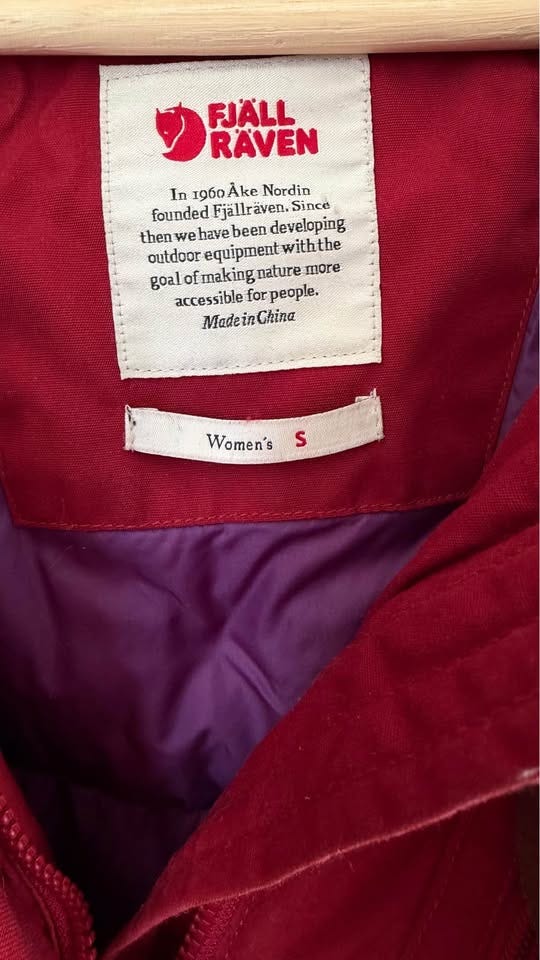 FJÄLL
RÄVEN
In 1960 Åke Nordin
founded Fjällräven. Since
then we have been developing
outdoor equipment with the
goal of making nature more
accessible for people.
Made in China
Women's S